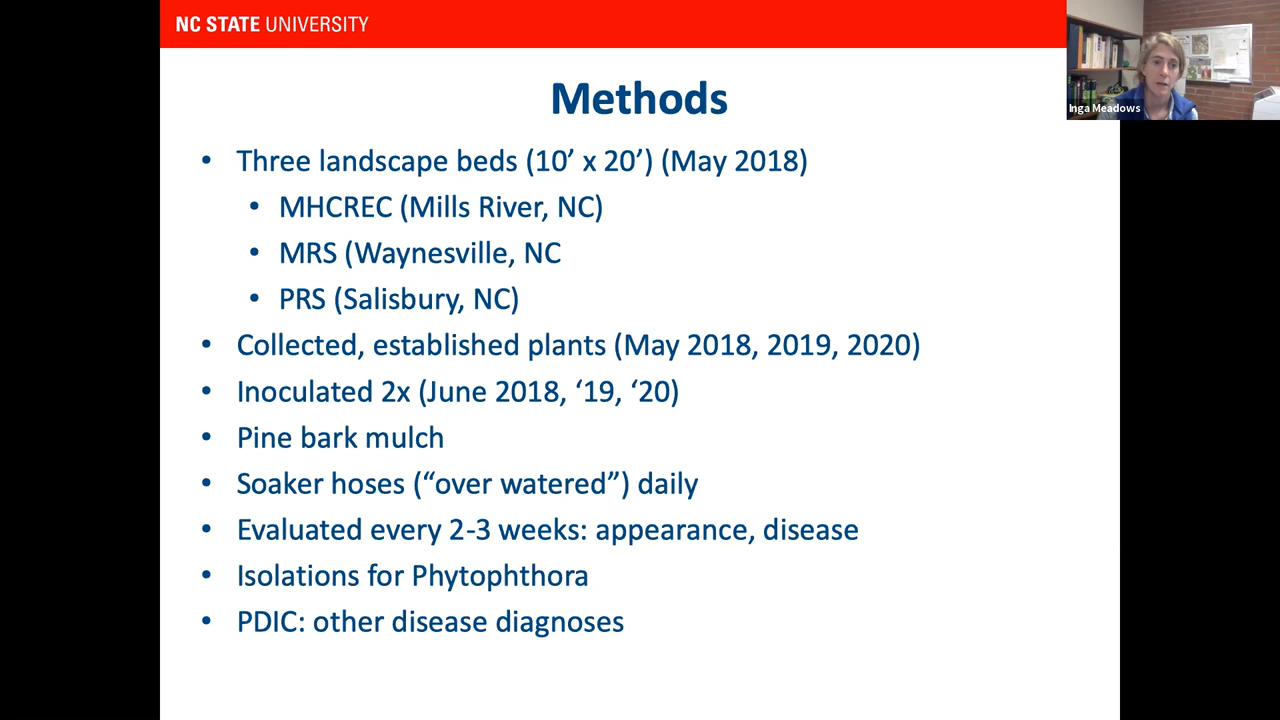 NC STATE UNIVERSITY
Inga Meadows
Methods
• Three landscape beds (10’ x 20’) (May 2018)
• MHCREC (Mills River, NC)
• MRS (Waynesville, NC
• PRS (Salisbury, NC)
• Collected, established plants (May 2018, 2019, 2020)
• Inoculated 2x (June 2018, ‘19, ‘20)
• Pine bark mulch
• Soaker hoses (“over watered”) daily
• Evaluated every 2-3 weeks: appearance, disease
• Isolations for Phytophthora
• PDIC: other disease diagnoses